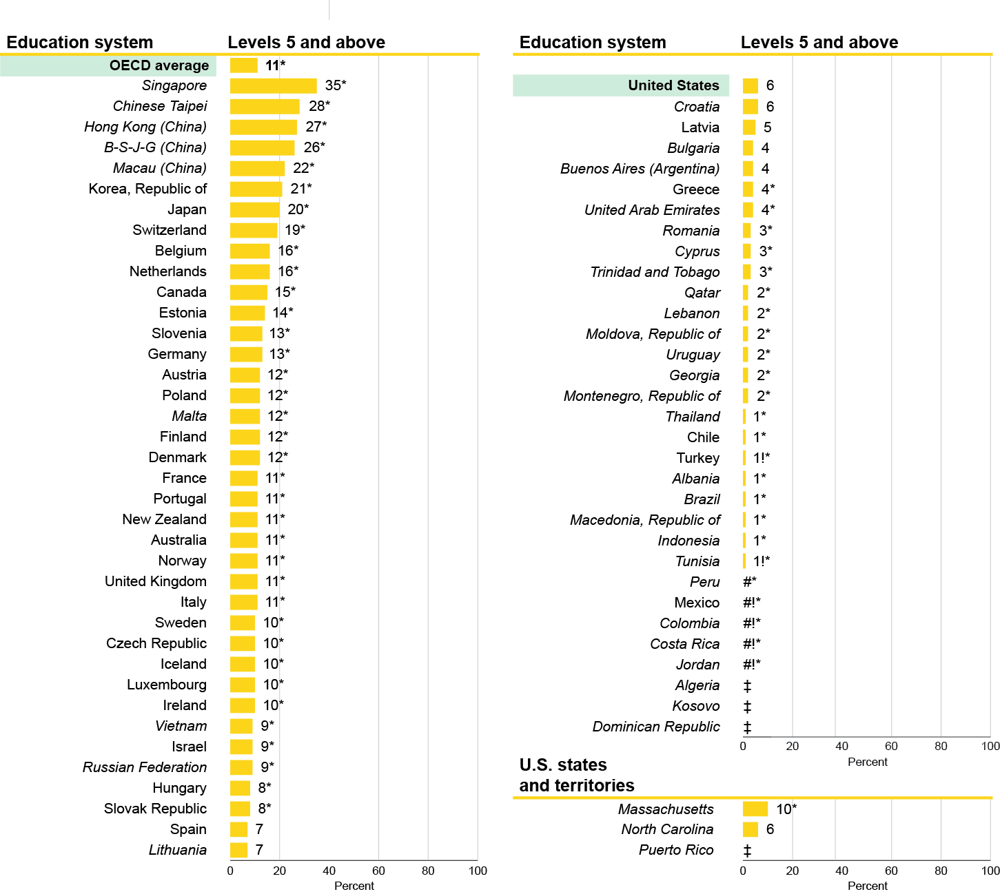 Education system Levels 5 and above
OECD average 11*
Singapore 35*
Chinese Taipei 28*
Hong Kong (China) 27*
B-S-J-G (China) 26*
Macau (China) 22*
Korea, Republic of 21*
Japan 20*
Switzerland 19*
Belgium 16*
Netherlands 16*
Canada 15*
Estonia 14*
Slovenia 13*
Germany 13*
Austria 12*
Poland 12*
Malta 12*
Finland 12*
Denmark 12*
France 11*
Portugal 11*
New Zealand 11*
Australia 11*
Norway 11*
United Kingdom 11*
Italy 11*
Sweden 10*
Czech Republic 10*
Iceland 10*
Luxembourg 10*
Ireland 10*
Vietnam 9*
Israel 9*
Russian Federation 9*
Hungary 8*
Slovak Republic 8*
Spain 7
Lithuania 7
0 20 40 60 80 100
Percent
Education system Levels 5 and above
United States 6
Croatia 6
Latvia 5
Bulgaria 4
Buenos Aires (Argentina) 4
Greece 4*
United Arab Emirates 4*
Romania 3*
Cyprus 3*
Trinidad and Tobago 3*
Qatar 2*
Lebanon 2*
Moldova, Republic of 2*
Uruguay 2*
Georgia 2*
Montenegro, Republic of 2*
Thailand 1*
Chile 1*
Turkey 1!*
Albania 1*
Brazil 1*
Macedonia, Republic of 1*
Indonesia 1*
Tunisia 1!*
Peru #*
Mexico #!*
Colombia #!*
Costa Rica #!*
Jordan #!*
Algeria ‡
Kosovo ‡
Dominican Republic ‡
0 20 40 60 80 100
Percent
U.S. states
and territories
Massachusetts 10*
North Carolina 6
Puerto Rico ‡
0 20 40 60 80 100
Percent